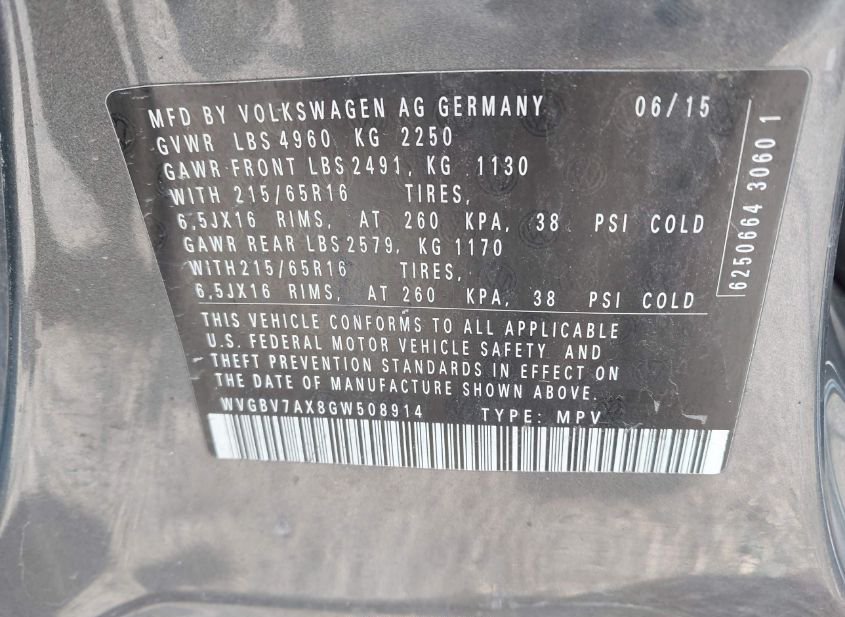 MFD BY VOLKSWAGEN AG GERMANY 06/15
GVWR LBS 4960 KG 2250
GAWR FRONT LBS 2491, KG 1130
WITH 215/65R16 TIRES,
6,5JX16 RIMS, AT 260 KPA, 38 PSI COLD
GAWR REAR LBS 2579, KG 1170
WITH 215/65R16 TIRES,
6,5JX16 RIMS, AT 260 KPA, 38 PSI COLD
THIS VEHICLE CONFORMS TO ALL APPLICABLE
U.S. FEDERAL MOTOR VEHICLE SAFETY AND
THEFT PREVENTION STANDARDS IN EFFECT ON
THE DATE OF MANUFACTURE SHOWN ABOVE.
WVGBV7AX8GW508914 TYPE: MPV
6250664 3060 1